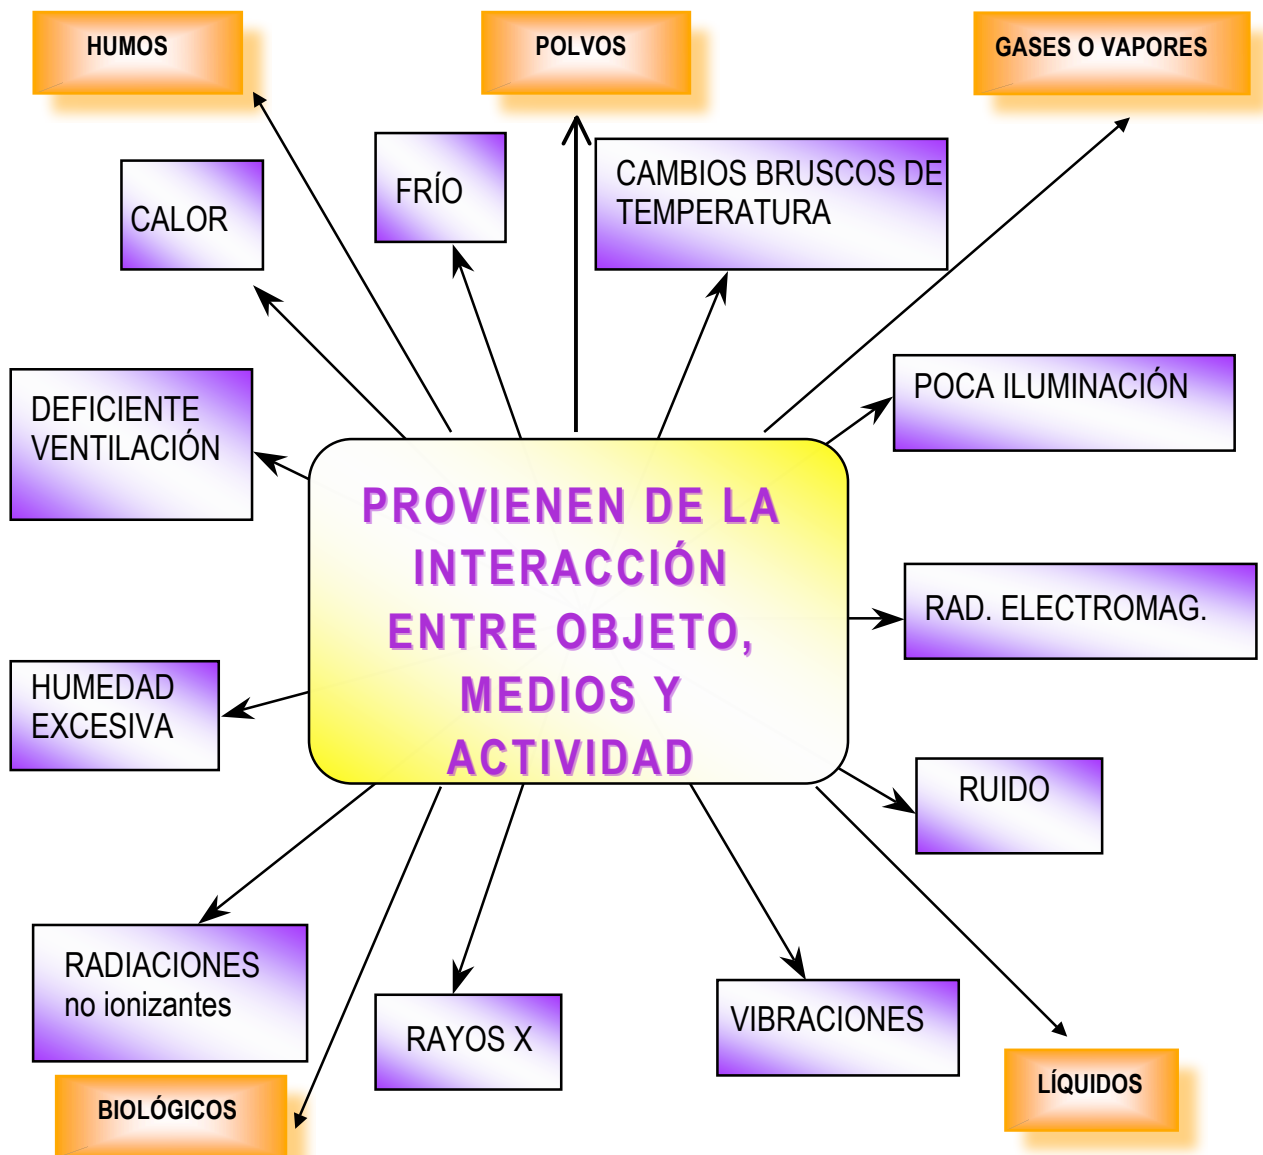 HUMOS
POLVOS
GASES O VAPORES
CALOR
FRÍO
CAMBIOS BRUSCOS DE
TEMPERATURA
DEFICIENTE
VENTILACIÓN
POCA ILUMINACIÓN
PROVIENEN DE LA
INTERACCIÓN
ENTRE OBJETO,
MEDIOS Y
ACTIVIDAD
RAD. ELECTROMAG.
HUMEDAD
EXCESIVA
RUIDO
RADIACIONES
no ionizantes
RAYOS X
VIBRACIONES
BIOLÓGICOS
LÍQUIDOS